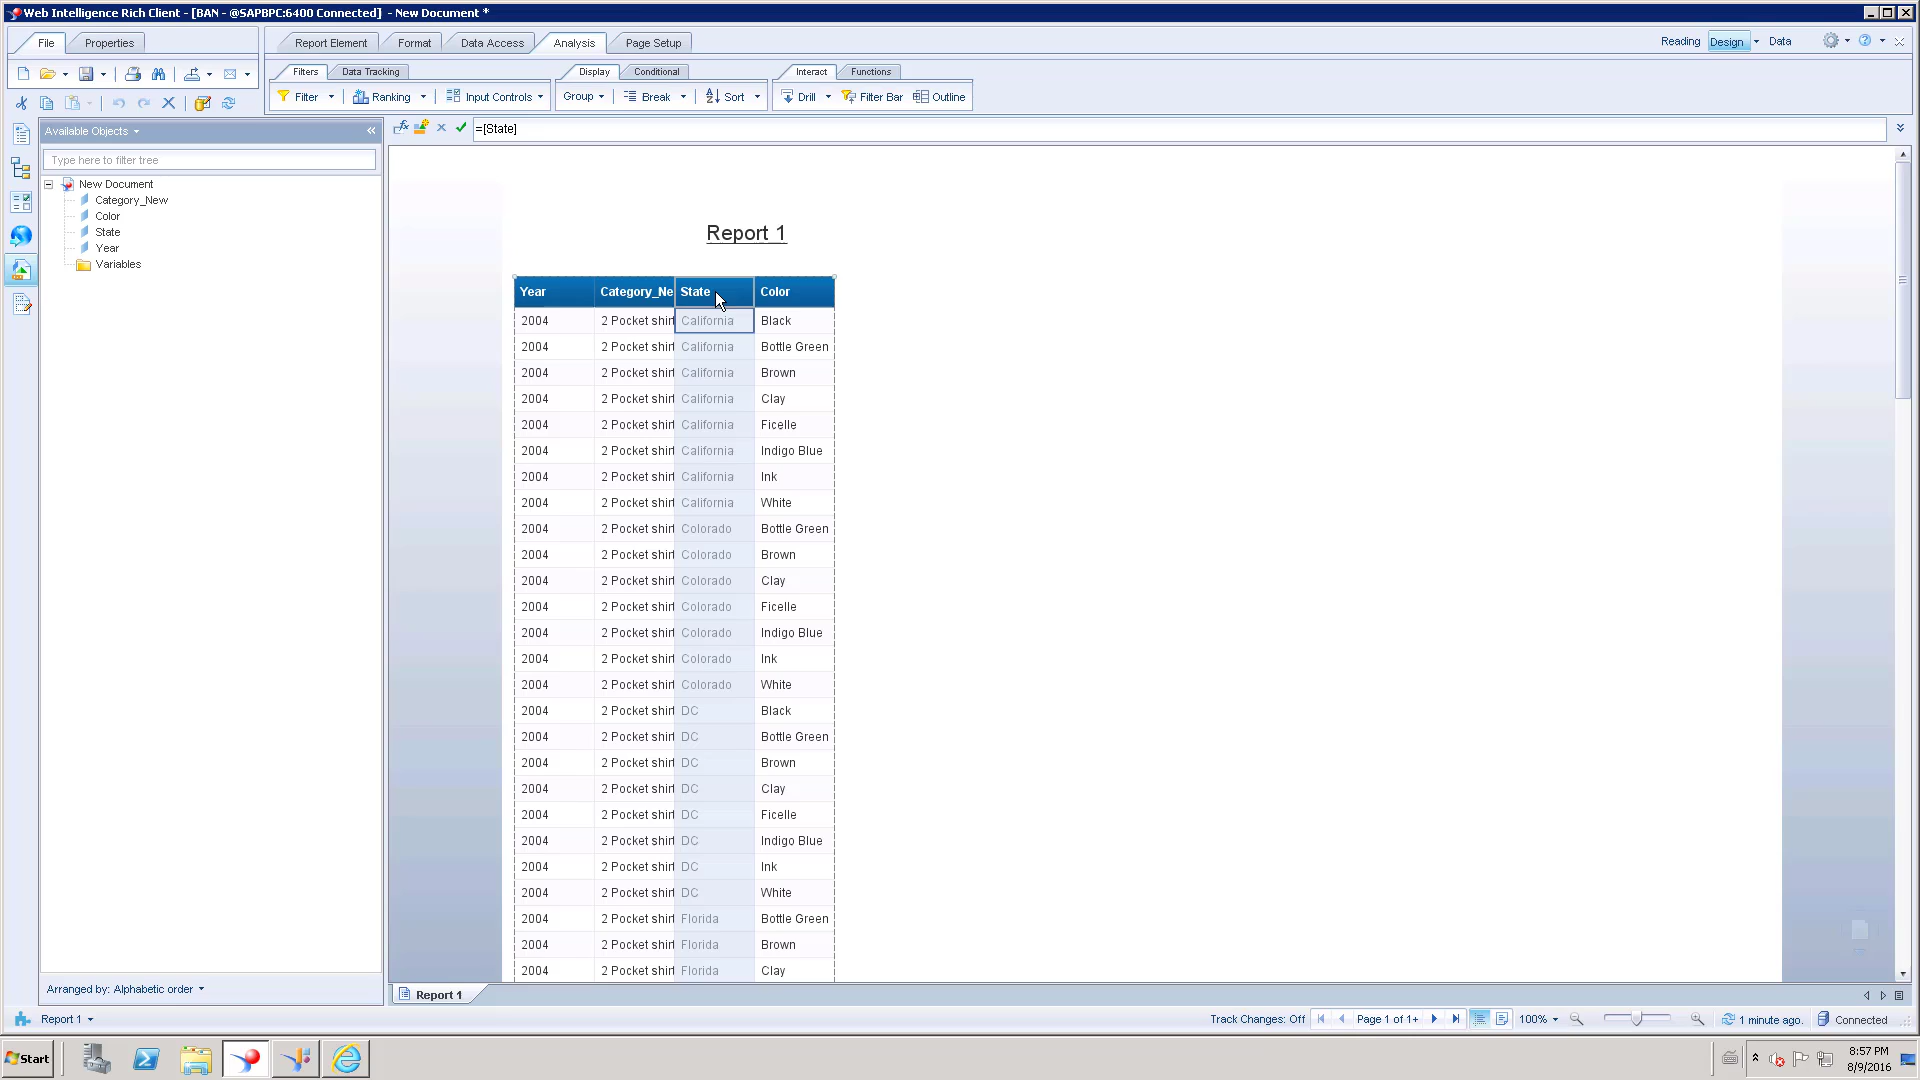 Web Intelligence Rich Client - [BAN - @SAPBPC:6400 Connected] - New Document *
File Properties Report Element Format Data Access Analysis Page Setup Reading Design Data
Filters Data Tracking Display Conditional Interact Functions
Filter Ranking Input Controls Group Break Sort Drill Filter Bar Outline
Available Objects
=[State]
Type here to filter tree
New Document
Category_New
Color
State
Year
Variables
Report 1
Year Category_Ne State Color
2004 2 Pocket shirt California Black
2004 2 Pocket shirt California Bottle Green
2004 2 Pocket shirt California Brown
2004 2 Pocket shirt California Clay
2004 2 Pocket shirt California Ficelle
2004 2 Pocket shirt California Indigo Blue
2004 2 Pocket shirt California Ink
2004 2 Pocket shirt California White
2004 2 Pocket shirt Colorado Bottle Green
2004 2 Pocket shirt Colorado Brown
2004 2 Pocket shirt Colorado Clay
2004 2 Pocket shirt Colorado Ficelle
2004 2 Pocket shirt Colorado Indigo Blue
2004 2 Pocket shirt Colorado Ink
2004 2 Pocket shirt Colorado White
2004 2 Pocket shirt DC Black
2004 2 Pocket shirt DC Bottle Green
2004 2 Pocket shirt DC Brown
2004 2 Pocket shirt DC Clay
2004 2 Pocket shirt DC Ficelle
2004 2 Pocket shirt DC Indigo Blue
2004 2 Pocket shirt DC Ink
2004 2 Pocket shirt DC White
2004 2 Pocket shirt Florida Bottle Green
2004 2 Pocket shirt Florida Brown
2004 2 Pocket shirt Florida Clay
Arranged by: Alphabetic order
Report 1
Report 1 Track Changes: Off Page 1 of 1+ 100% 1 minute ago. Connected
Start
8:57 PM
8/9/2016